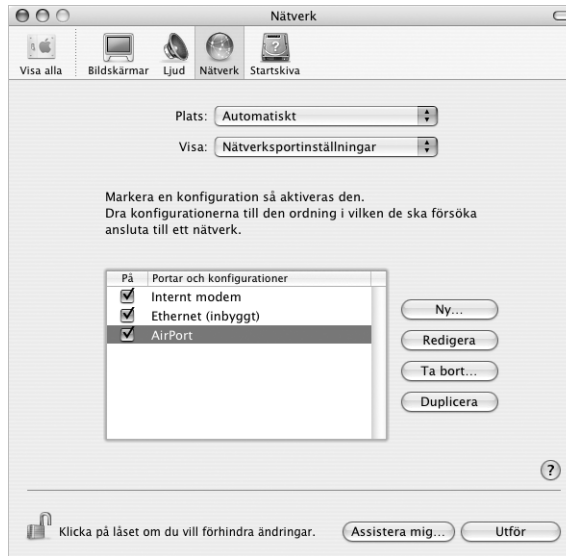 Nätverk
Visa alla Bildskärmar Ljud Nätverk Startskiva
Plats: Automatiskt
Visa: Nätverksportinställningar
Markera en konfiguration så aktiveras den.
Dra konfigurationerna till den ordning i vilken de ska försöka
ansluta till ett nätverk.
På Portar och konfigurationer
Internt modem
Ethernet (inbyggt)
AirPort
Ny...
Redigera
Ta bort...
Duplicera
?
Klicka på låset om du vill förhindra ändringar. Assistera mig... Utför